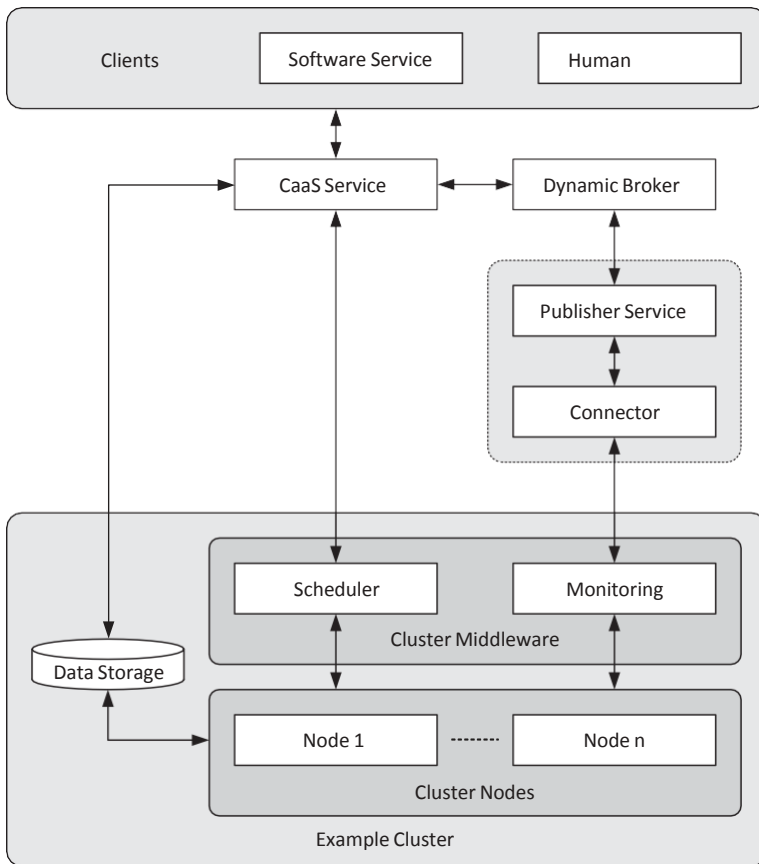 Clients
Software Service
Human
CaaS Service
Dynamic Broker
Publisher Service
Connector
Scheduler
Monitoring
Cluster Middleware
Data Storage
Node 1
Node n
Cluster Nodes
Example Cluster